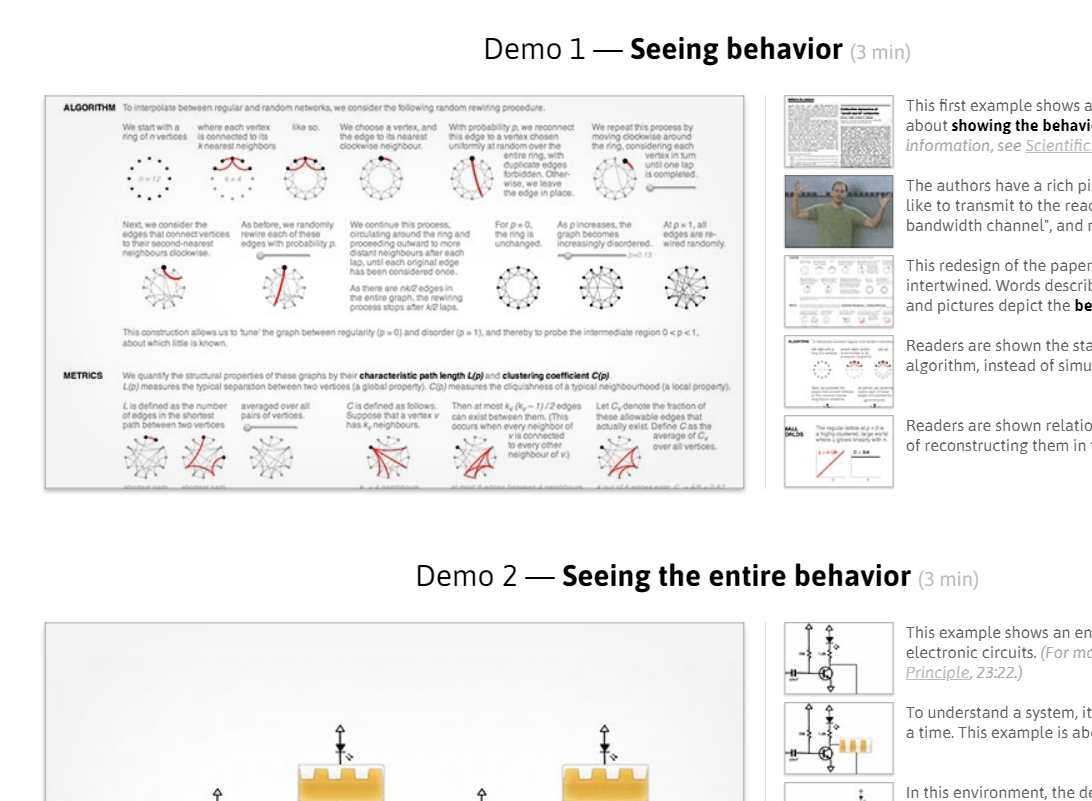 Demo 1 — Seeing behavior (3 min)
ALGORITHM To interpolate between regular and random networks, we consider the following random rewiring procedure.
We start with a
ring of n vertices
n = 12
where each vertex
is connected to its
k nearest neighbors
k = 4
like so.
We choose a vertex, and
the edge to its nearest
clockwise neighbour.
With probability p, we reconnect
this edge to a vertex chosen
uniformly at random over the
entire ring, with
duplicate edges
forbidden. Other-
wise, we leave
the edge in place.
We repeat this process by
moving clockwise around
the ring, considering each
vertex in turn
until one lap
is completed.
Next, we consider the
edges that connect vertices
to their second-nearest
neighbours clockwise.
As before, we randomly
rewire each of these
edges with probability p.
We continue this process,
circulating around the ring and
proceeding outward to more
distant neighbours after each
lap, until each original edge
has been considered once.
As there are nk/2 edges in
the entire graph, the rewiring
process stops after k/2 laps.
For p = 0,
the ring is
unchanged.
As p increases, the
graph becomes
increasingly disordered.
p=0.15
At p = 1, all
edges are re-
wired randomly.
This construction allows us to 'tune' the graph between regularity (p = 0) and disorder (p = 1), and thereby to probe the intermediate region 0 < p < 1,
about which little is known.
METRICS We quantify the structural properties of these graphs by their characteristic path length L(p) and clustering coefficient C(p).
L(p) measures the typical separation between two vertices (a global property). C(p) measures the cliquishness of a typical neighbourhood (a local property).
L is defined as the number
of edges in the shortest
path between two vertices
averaged over all
pairs of vertices.
C is defined as follows.
Suppose that a vertex v
has kv neighbours.
Then at most kv (kv − 1) / 2 edges
can exist between them. (This
occurs when every neighbor of
v is connected
to every other
neighbour of v.)
Let Cv denote the fraction of
these allowable edges that
actually exist. Define C as the
average of Cv
over all vertices.
This first example shows a
about showing the behavi
information, see Scientific
The authors have a rich pi
like to transmit to the read
bandwidth channel", and r
This redesign of the paper
intertwined. Words describ
and pictures depict the be
Readers are shown the sta
algorithm, instead of simu
Readers are shown relatio
of reconstructing them in
Demo 2 — Seeing the entire behavior (3 min)
This example shows an en
electronic circuits. (For mo
Principle, 23:22.)
To understand a system, it
a time. This example is abo
In this environment, the de